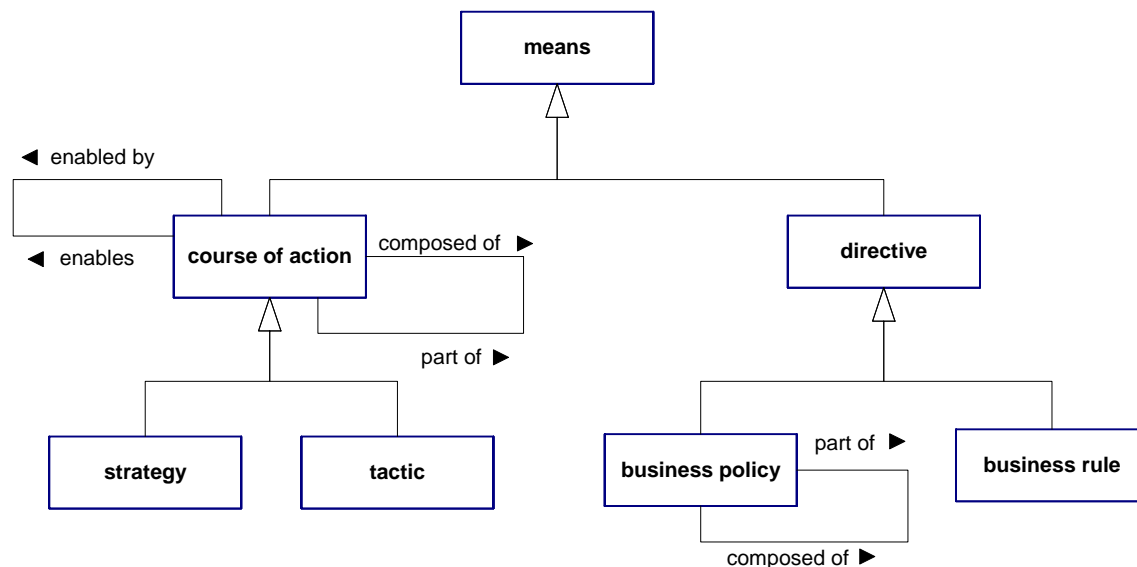 means
◄ enabled by
◄ enables
course of action
composed of ►
part of ►
directive
strategy
tactic
business policy
part of ►
composed of ►
business rule